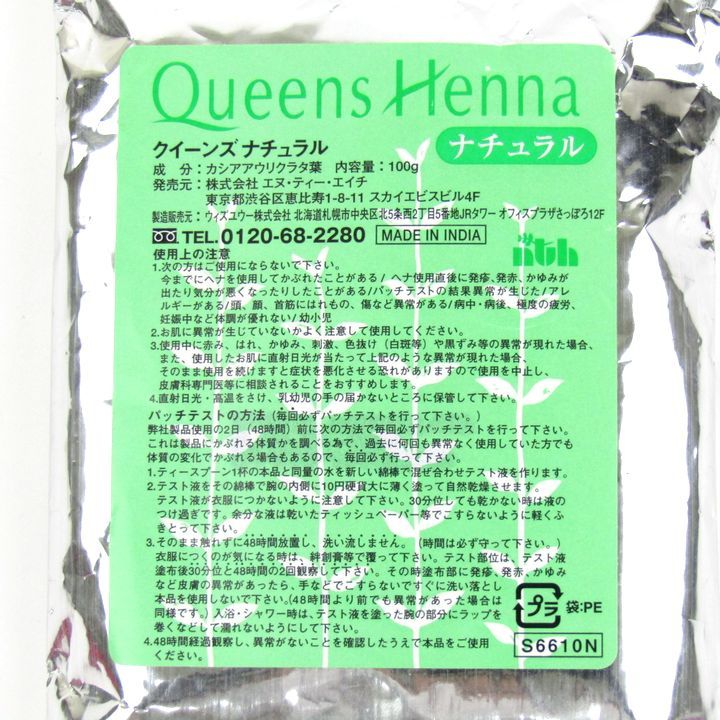 Queens Henna
クイーンズ ナチュラル
ナチュラル
成　分：カシアアウリクラタ葉　内容量：100g
発売元：株式会社 エヌ・ティー・エイチ
東京都渋谷区恵比寿1-8-11 スカイエビスビル4F
製造販売元：ウィズユウー株式会社 北海道札幌市中央区北5条西2丁目5番地JRタワー オフィスプラザさっぽろ12F
TEL.0120-68-2280 MADE IN INDIA
nth
使用上の注意
1.次の方はご使用にならないで下さい。
今までにヘナを使用してかぶれたことがある/ ヘナ使用直後に発疹、発赤、かゆみが
出たり気分が悪くなったりしたことがある/パッチテストの結果異常が生じた/アレ
ルギーがある/頭、顔、首筋にはれもの、傷など異常がある/病中・病後、極度の疲労、
妊娠中など体調が優れない/ 幼小児
2.お肌に異常が生じていないかよく注意して使用してください。
3.使用中に赤み、はれ、かゆみ、刺激、色抜け（白斑等）や黒ずみ等の異常が現れた場合、
また、使用したお肌に直射日光が当たって上記のような異常が現れた場合、
そのまま使用を続けますと症状を悪化させる恐れがありますので使用を中止し、
皮膚科専門医等に相談されることをおすすめします。
4.直射日光・高温をさけ、乳幼児の手の届かないところに保管して下さい。
パッチテストの方法（毎回必ずパッチテストを行って下さい。）
弊社製品使用の2日（48時間）前に次の方法で毎回必ずパッチテストを行って下さい。
これは製品にかぶれる体質かを調べる為で、過去に何回も異常なく使用していた方でも
体質の変化でかぶれる場合もあるので、毎回必ず行って下さい。
1.ティースプーン1杯の本品と同量の水を新しい綿棒で混ぜ合わせテスト液を作ります。
2.テスト液をその綿棒で腕の内側に10円硬貨大に薄く塗って自然乾燥させます。
テスト液が衣服につかないように注意して下さい。30分位しても乾かない時は液の
つけ過ぎです。余分な液は乾いたティッシュペーパー等でこすらないように軽くふ
きとって下さい。
3.そのまま触れずに48時間放置し、洗い流しません。（時間は必ず守って下さい。）
衣服につくのが気になる時は、絆創膏等で覆って下さい。テスト部位は、テスト液
塗布後30分位と48時間の2回観察して下さい。その時塗布部に発疹、発赤、かゆみ
など皮膚の異常があったら、手などでこすらないですぐに洗い落とし
本品を使用しないで下さい。(48時間より前でも異常があった場合は
同様です。) 入浴・シャワー時は、テスト液を塗った腕の部分にラップを
巻くなどして濡れないようにして下さい。
4.48時間経過観察し、異常がないことを確認したうえで本品をご使用
ください。
プラ 袋:PE
S6610N